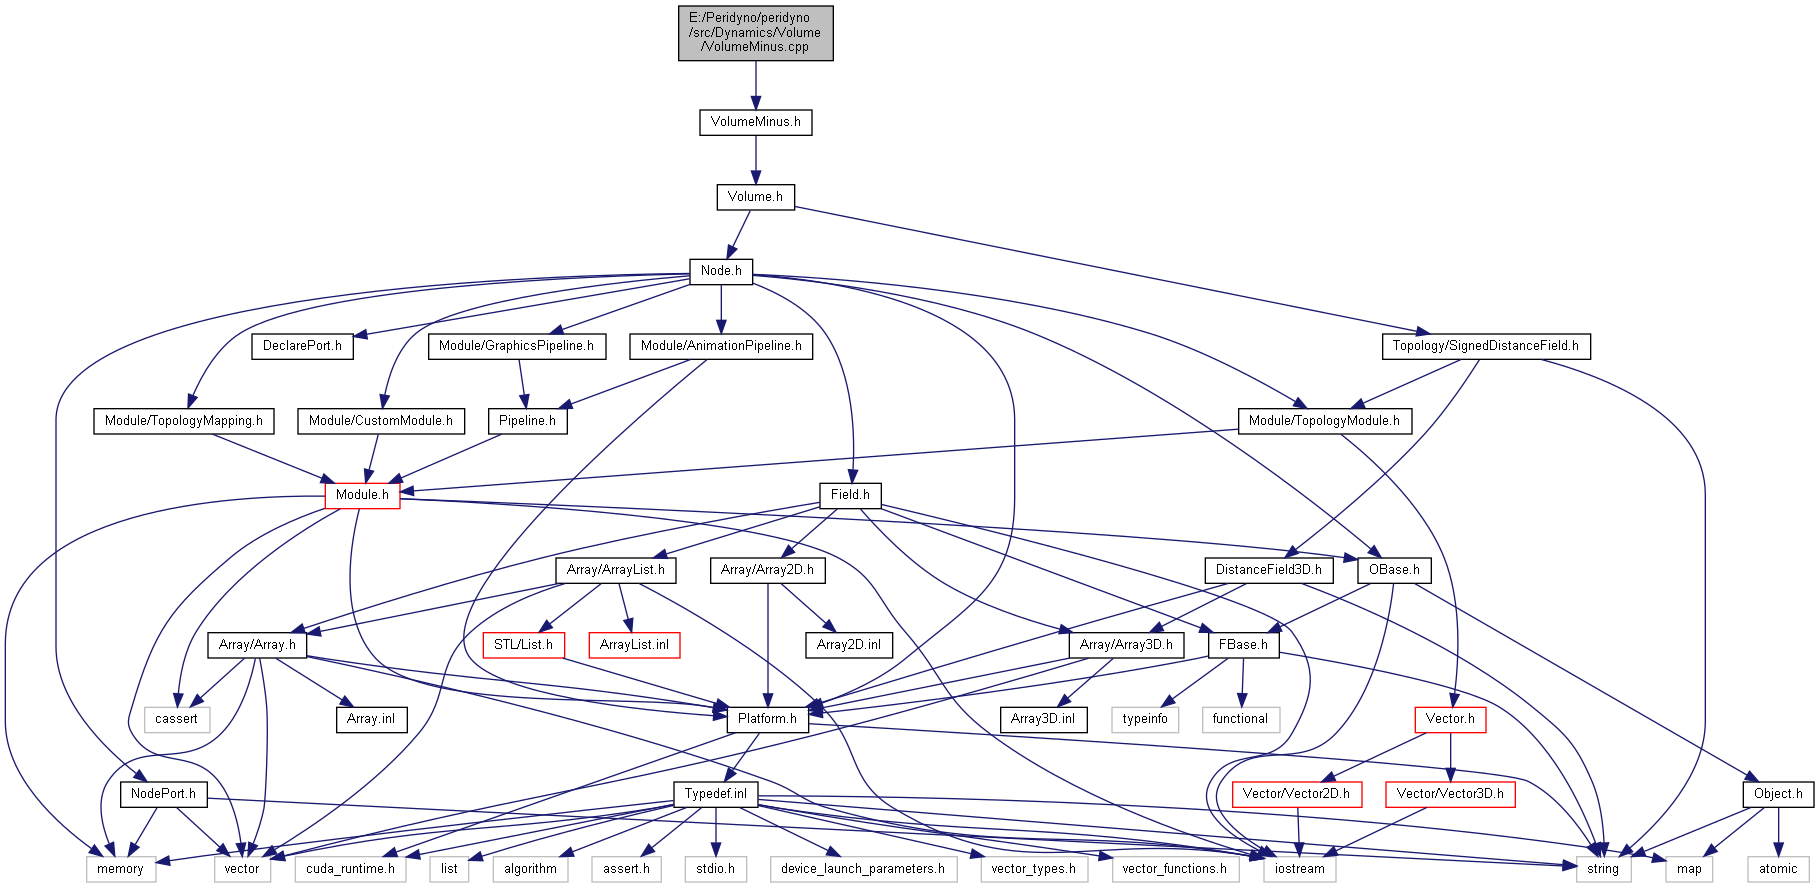 E:/Peridyno/peridyno
/src/Dynamics/Volume
/VolumeMinus.cpp
VolumeMinus.h
Volume.h
Node.h
DeclarePort.h
Module/GraphicsPipeline.h
Module/AnimationPipeline.h
Topology/SignedDistanceField.h
Module/TopologyMapping.h
Module/CustomModule.h
Pipeline.h
Module/TopologyModule.h
Module.h
Field.h
Array/ArrayList.h
Array/Array2D.h
DistanceField3D.h
OBase.h
Array/Array.h
STL/List.h
ArrayList.inl
Array2D.inl
Array/Array3D.h
FBase.h
cassert
Array.inl
Platform.h
Array3D.inl
typeinfo
functional
Vector.h
NodePort.h
Typedef.inl
Vector/Vector2D.h
Vector/Vector3D.h
Object.h
memory
vector
cuda_runtime.h
list
algorithm
assert.h
stdio.h
device_launch_parameters.h
vector_types.h
vector_functions.h
iostream
string
map
atomic